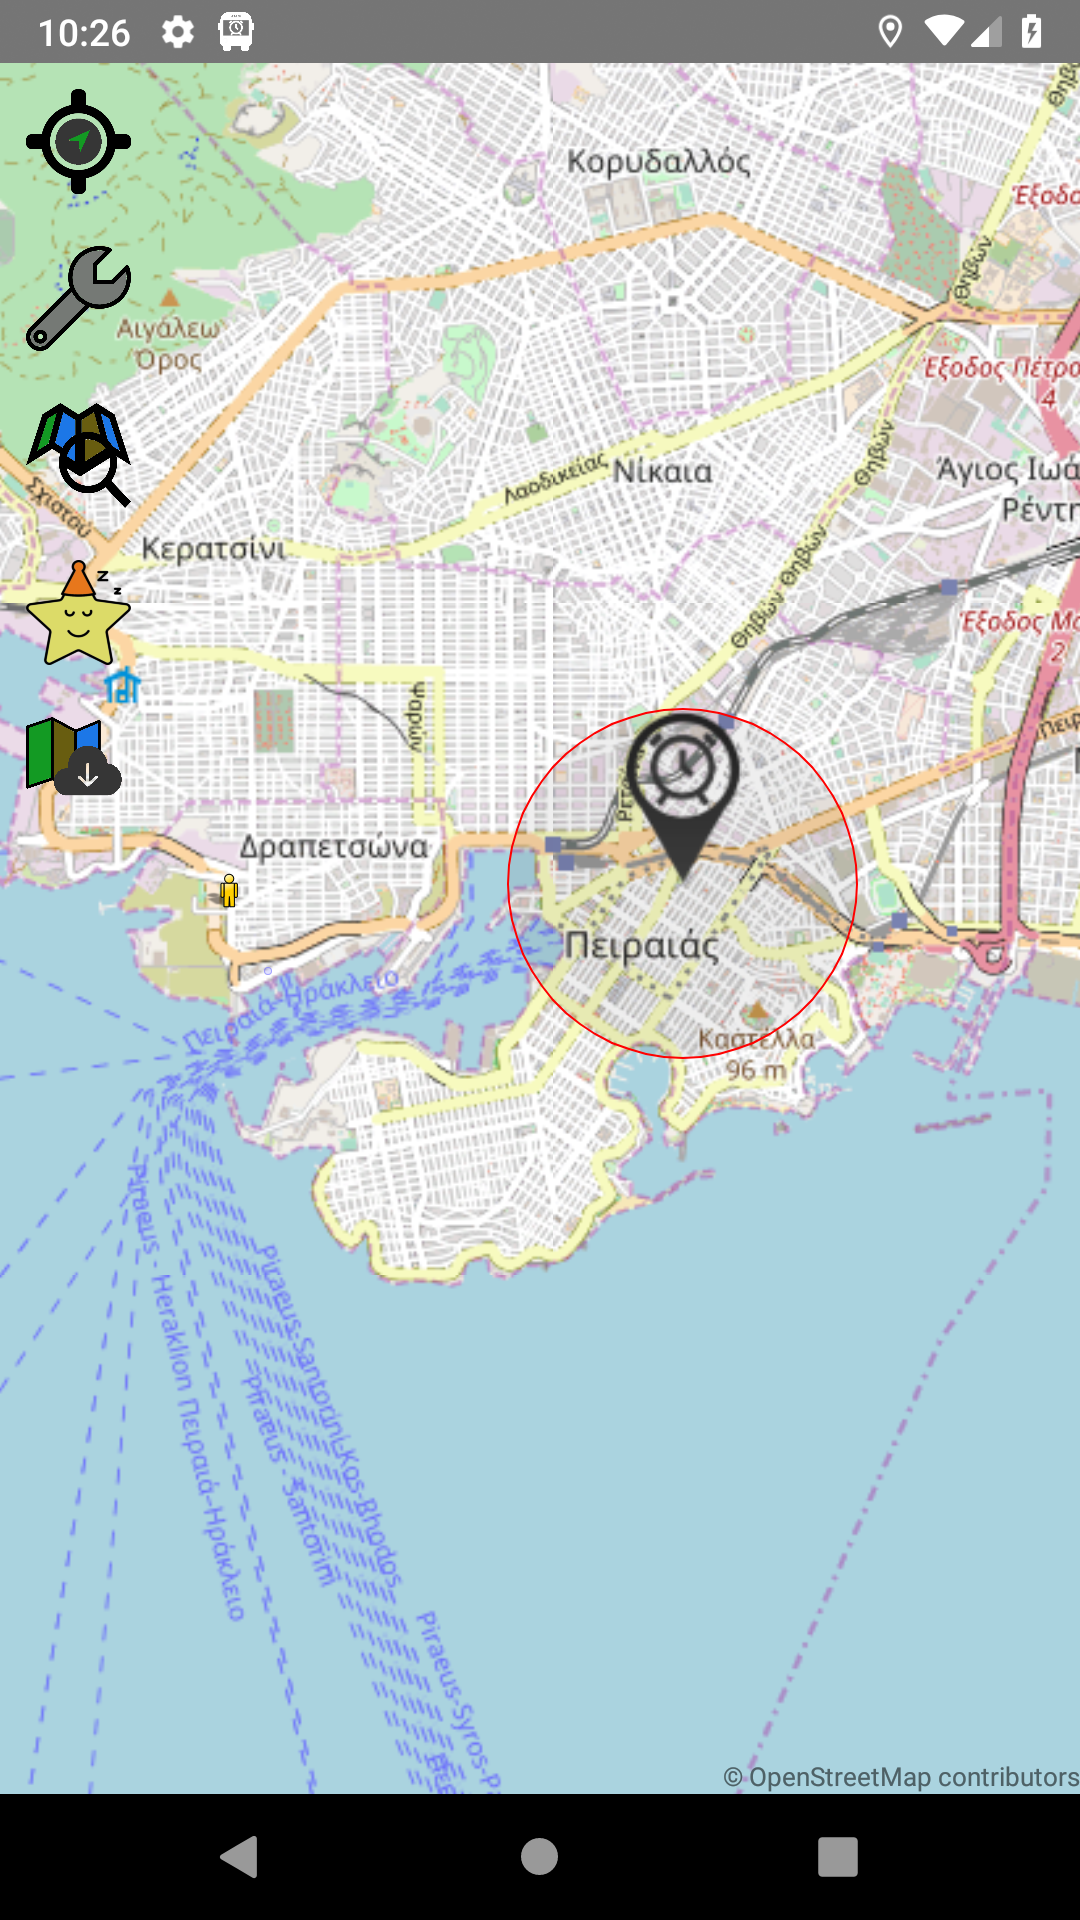 10:26
Θηβών
Κορυδαλλός
Έξοδο
Θηβών
Αιγάλεω
Όρος
Έξοδος Πέτρο
4
Θηβών
Λαοδικείας
Νίκαια
Άγιος Ιωά
Ρέντη
Σχιστού
Κερατσίνι
Θηβών
Θηβών
z
z
Έξοδος Μο
2
Ψαρών
Πειρ
Δραπετσώνα
Πειραιάς
Πειραιά-Ηράκλειο
Καστέλλα
96 m
Piraeus - Heraklion Πειραιά-Ηράκλειο
Piraeus-Santorini-Kos-Rhodos
Piraeus - Santorini
Piraeus-Syros-P
© OpenStreetMap contributors